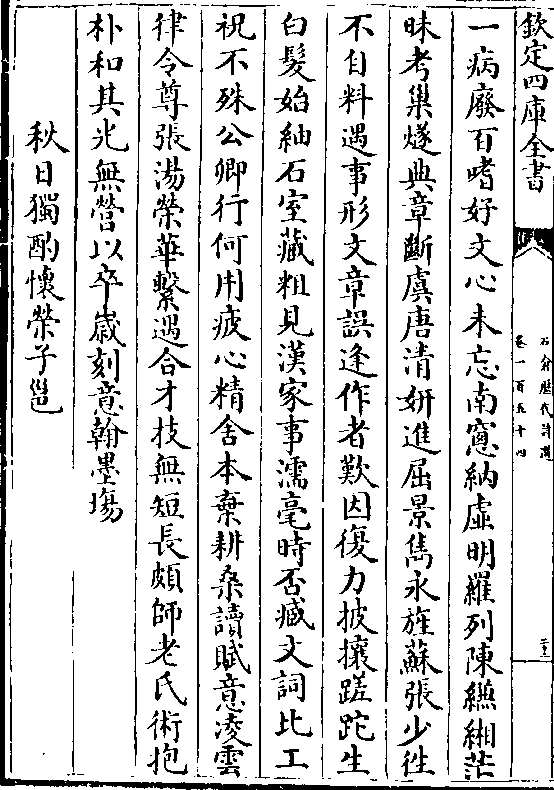 欽定四庫全書
石倉歷代詩選
卷一百五十四
一病廢百嗜好文心未忘南窻納虛明羅列陳縹緗茫
昧考巢燧典章斷虞唐清妍進屈景雋永旌蘇張少徃
不自料遇事形文章誤逢作者歎因復力披攘蹉跎生
白髮始紬石室藏粗見漢家事濡毫時否臧文詞比工
祝不殊公卿行何用疲心精舍本棄耕桑讀賦意凌雲
律令尊張湯榮華繫遇合才技無短長頗師老氏術抱
朴和其光無營以卒歲刻意翰墨塲
秋日獨酌懷榮子邕